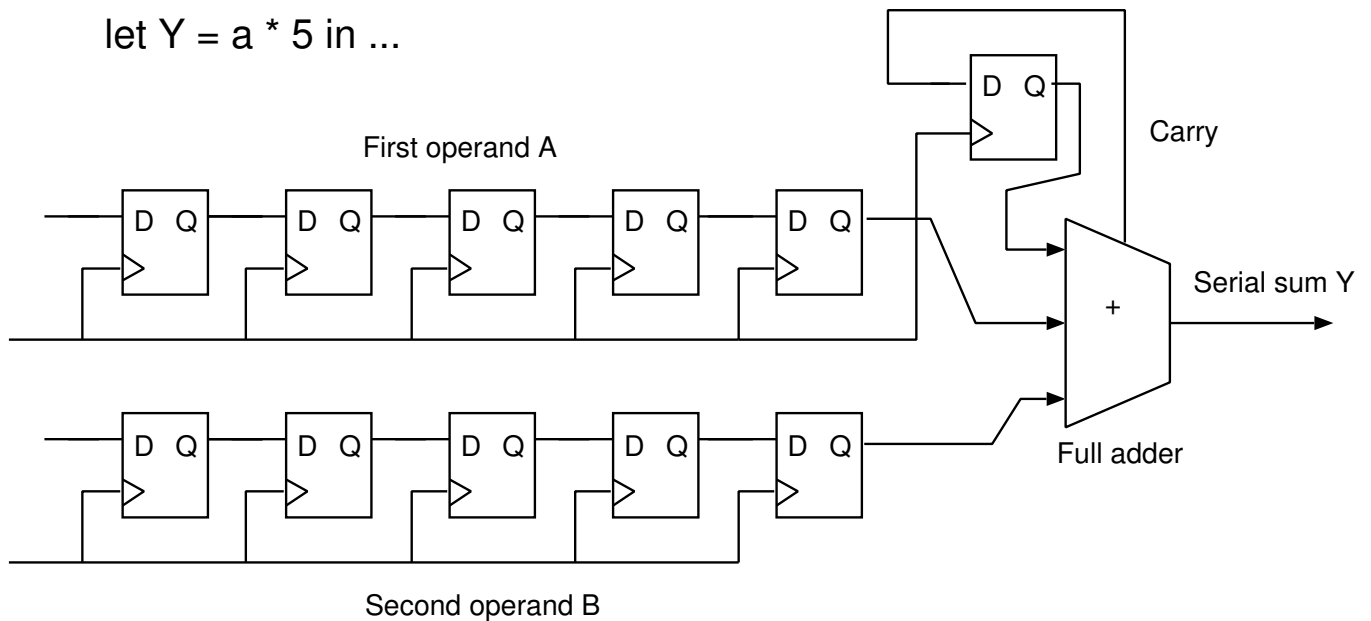 let Y = a * 5 in ...
D Q
Carry
First operand A
D Q D Q D Q D Q D Q
Serial sum Y
+
D Q D Q D Q D Q D Q
Full adder
Second operand B